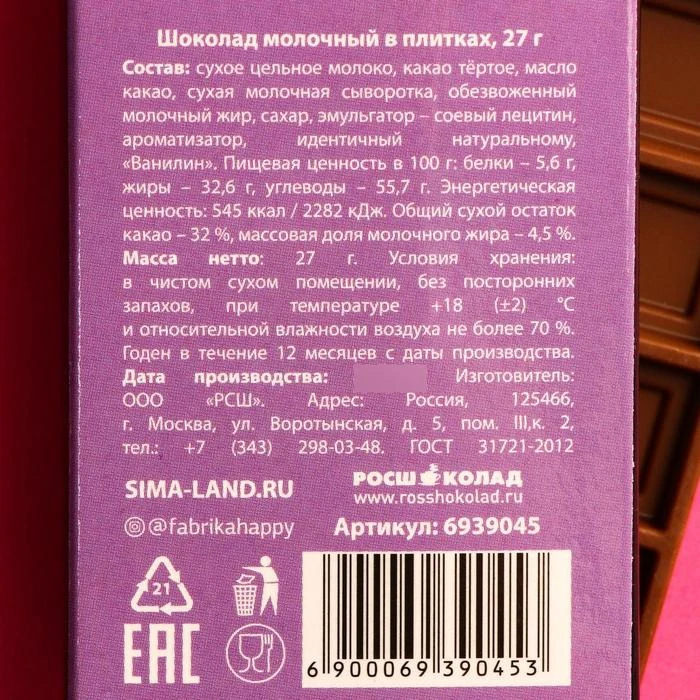 Шоколад молочный в плитках, 27 г
Состав: сухое цельное молоко, какао тёртое, масло
какао, сухая молочная сыворотка, обезвоженный
молочный жир, сахар, эмульгатор – соевый лецитин,
ароматизатор, идентичный натуральному,
«Ванилин». Пищевая ценность в 100 г: белки – 5,6 г,
жиры – 32,6 г, углеводы – 55,7 г. Энергетическая
ценность: 545 ккал / 2282 кДж. Общий сухой остаток
какао – 32 %, массовая доля молочного жира – 4,5 %.
Масса нетто: 27 г. Условия хранения:
в чистом сухом помещении, без посторонних
запахов, при температуре +18 (±2) °С
и относительной влажности воздуха не более 70 %.
Годен в течение 12 месяцев с даты производства.
Дата производства: Изготовитель:
ООО «РСШ». Адрес: Россия, 125466,
г. Москва, ул. Воротынская, д. 5, пом. III,к. 2,
тел.: +7 (343) 298-03-48. ГОСТ 31721-2012
SIMA-LAND.RU
РОСШОКОЛАД
www.rosshokolad.ru
@fabrikahappy
Артикул: 6939045
21
EAC
6 900069 390453